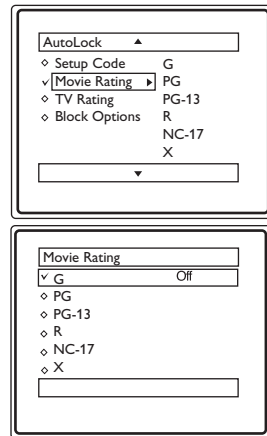 AutoLock
Setup Code G
Movie Rating PG
TV Rating PG-13
Block Options R
NC-17
X
Movie Rating
G Off
PG
PG-13
R
NC-17
X